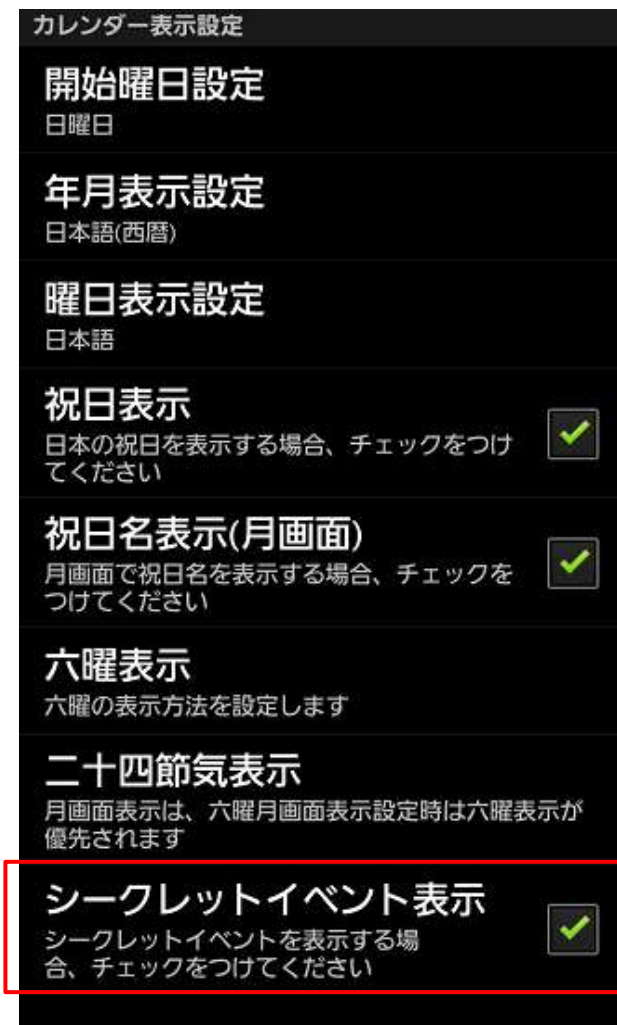 カレンダー表示設定
開始曜日設定
日曜日
年月表示設定
日本語(西暦)
曜日表示設定
日本語
祝日表示
日本の祝日を表示する場合、チェックをつけ
てください
祝日名表示(月画面)
月画面で祝日名を表示する場合、チェックを
つけてください
六曜表示
六曜の表示方法を設定します
二十四節気表示
月画面表示は、六曜月画面表示設定時は六曜表示が
優先されます
シークレットイベント表示
シークレットイベントを表示する場
合、チェックをつけてください